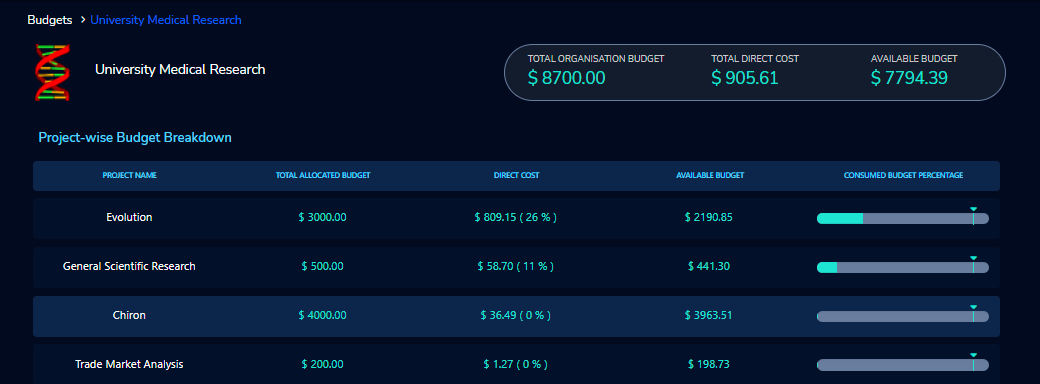 Budgets > University Medical Research
University Medical Research
TOTAL ORGANISATION BUDGET TOTAL DIRECT COST AVAILABLE BUDGET
$ 8700.00 $ 905.61 $ 7794.39
Project-wise Budget Breakdown
PROJECT NAME TOTAL ALLOCATED BUDGET DIRECT COST AVAILABLE BUDGET CONSUMED BUDGET PERCENTAGE
Evolution $ 3000.00 $ 809.15 ( 26 % ) $ 2190.85
General Scientific Research $ 500.00 $ 58.70 ( 11 % ) $ 441.30
Chiron $ 4000.00 $ 36.49 ( 0 % ) $ 3963.51
Trade Market Analysis $ 200.00 $ 1.27 ( 0 % ) $ 198.73